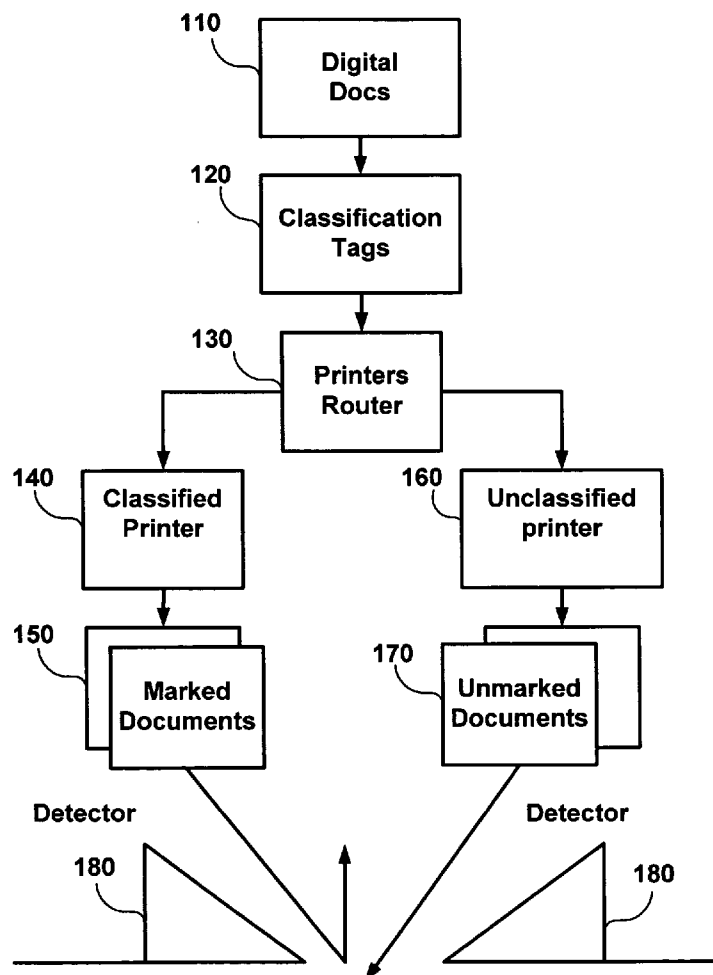 110
Digital
Docs
120
Classification
Tags
130
Printers
Router
140
Classified
Printer
160
Unclassified
printer
150
Marked
Documents
170
Unmarked
Documents
Detector
Detector
180
180